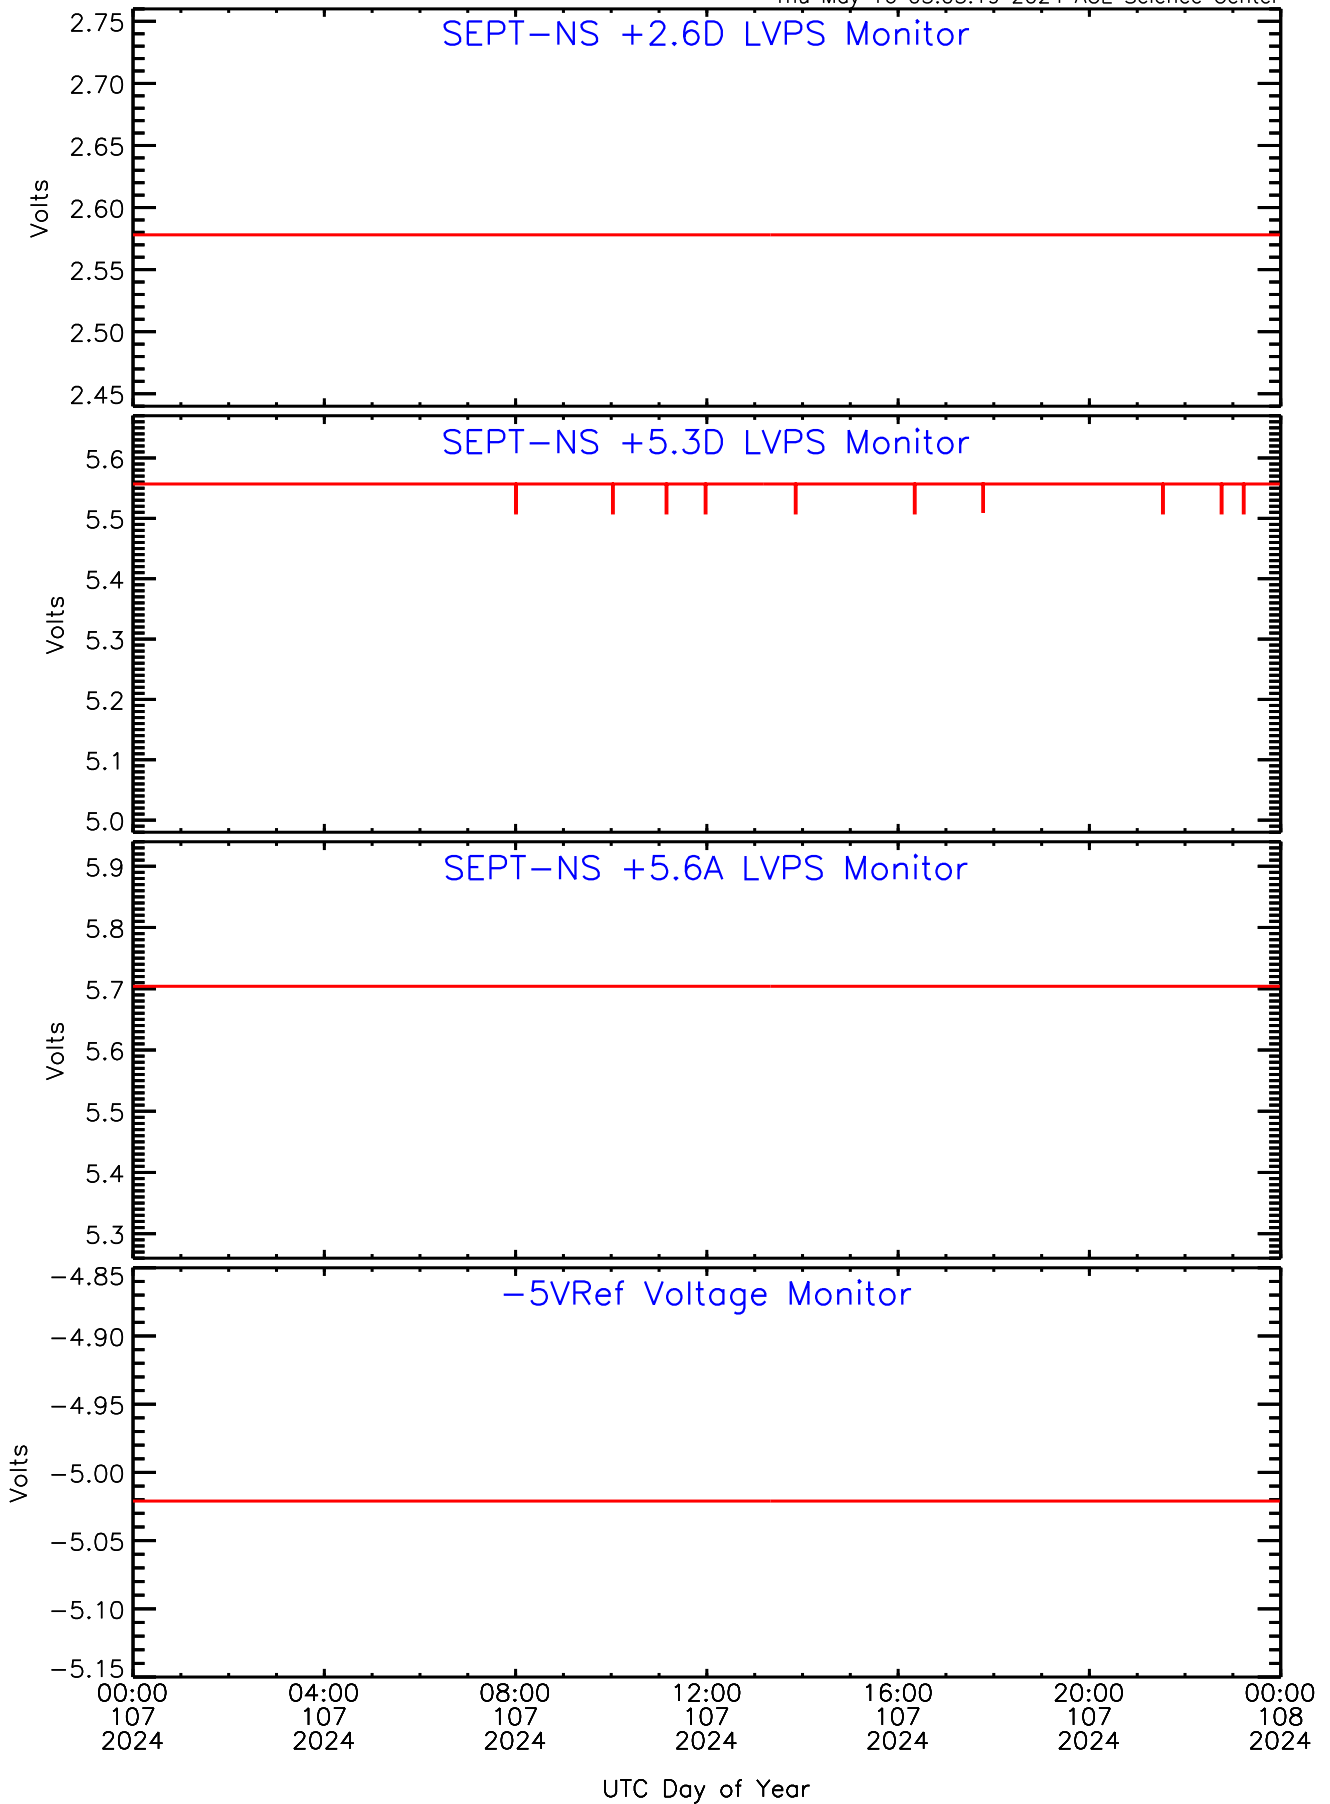 SEPT-NS +2.6D LVPS Monitor
2.75
2.70
2.65
2.60
2.55
2.50
2.45
Volts
SEPT-NS +5.3D LVPS Monitor
5.6
5.5
5.4
5.3
5.2
5.1
5.0
Volts
SEPT-NS +5.6A LVPS Monitor
5.9
5.8
5.7
5.6
5.5
5.4
5.3
Volts
-5VRef Voltage Monitor
-4.85
-4.90
-4.95
-5.00
-5.05
-5.10
-5.15
Volts
00:00 04:00 08:00 12:00 16:00 20:00 00:00
107 107 107 107 107 107 108
2024 2024 2024 2024 2024 2024 2024
UTC Day of Year